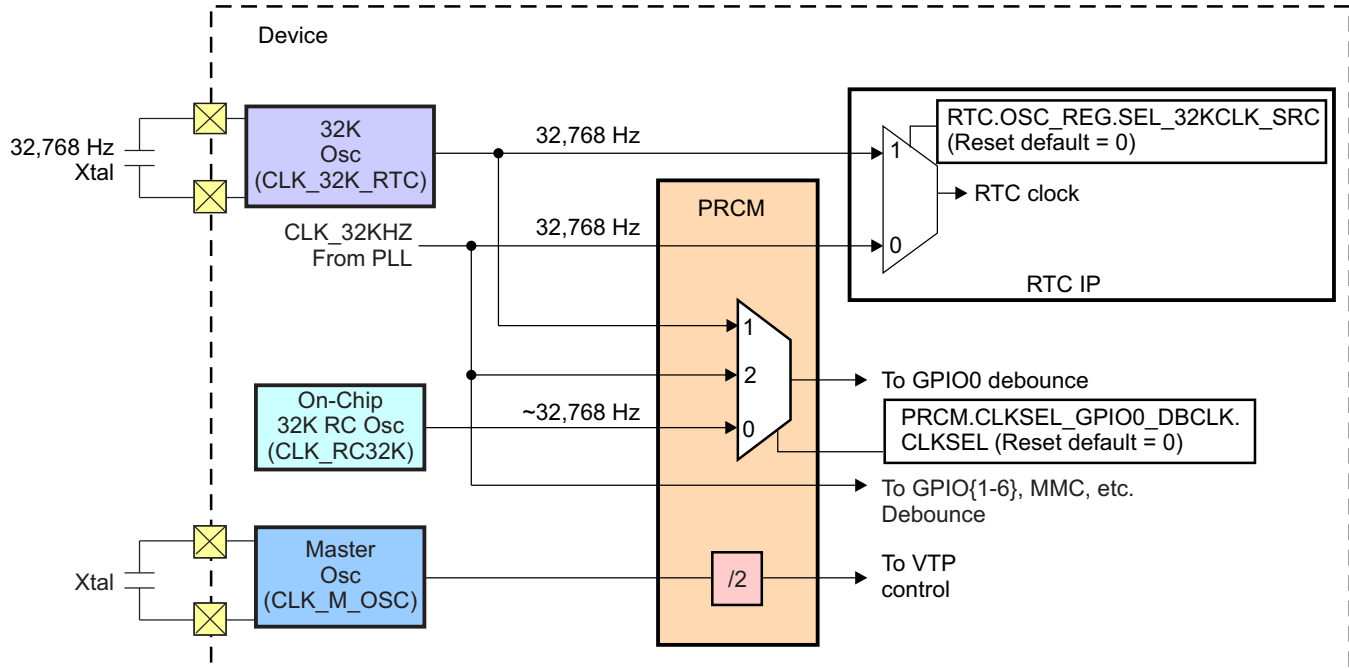 Device
32,768 Hz
Xtal
32K
Osc
(CLK_32K_RTC)
32,768 Hz
RTC.OSC_REG.SEL_32KCLK_SRC
(Reset default = 0)
1
RTC clock
0
RTC IP
CLK_32KHZ
From PLL
32,768 Hz
PRCM
1
2
0
To GPIO0 debounce
PRCM.CLKSEL_GPIO0_DBCLK.
CLKSEL (Reset default = 0)
On-Chip
32K RC Osc
(CLK_RC32K)
~32,768 Hz
To GPIO{1-6}, MMC, etc.
Debounce
Xtal
Master
Osc
(CLK_M_OSC)
/2
To VTP
control